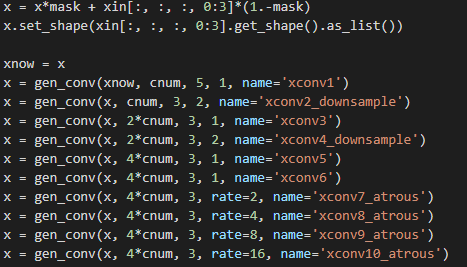 x = x*mask + xin[:, :, :, 0:3]*(1.-mask)
x.set_shape(xin[:, :, :, 0:3].get_shape().as_list())
xnow = x
x = gen_conv(xnow, cnum, 5, 1, name='xconv1')
x = gen_conv(x, cnum, 3, 2, name='xconv2_downsample')
x = gen_conv(x, 2*cnum, 3, 1, name='xconv3')
x = gen_conv(x, 2*cnum, 3, 2, name='xconv4_downsample')
x = gen_conv(x, 4*cnum, 3, 1, name='xconv5')
x = gen_conv(x, 4*cnum, 3, 1, name='xconv6')
x = gen_conv(x, 4*cnum, 3, rate=2, name='xconv7_atrous')
x = gen_conv(x, 4*cnum, 3, rate=4, name='xconv8_atrous')
x = gen_conv(x, 4*cnum, 3, rate=8, name='xconv9_atrous')
x = gen_conv(x, 4*cnum, 3, rate=16, name='xconv10_atrous')